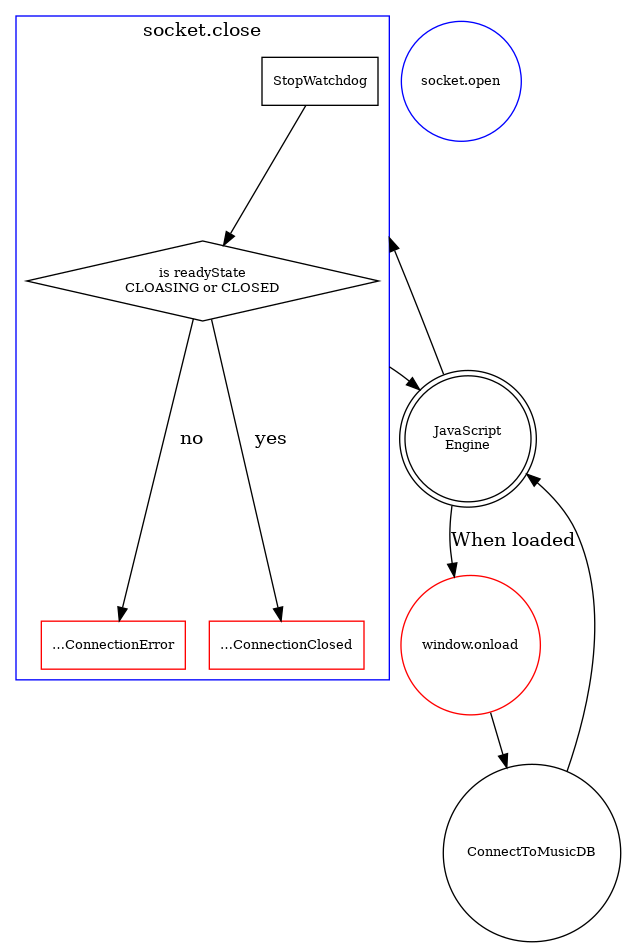 socket.close
StopWatchdog
socket.open
is readyState
CLOASING or CLOSED
JavaScript
Engine
no
yes
When loaded
...ConnectionError
...ConnectionClosed
window.onload
ConnectToMusicDB